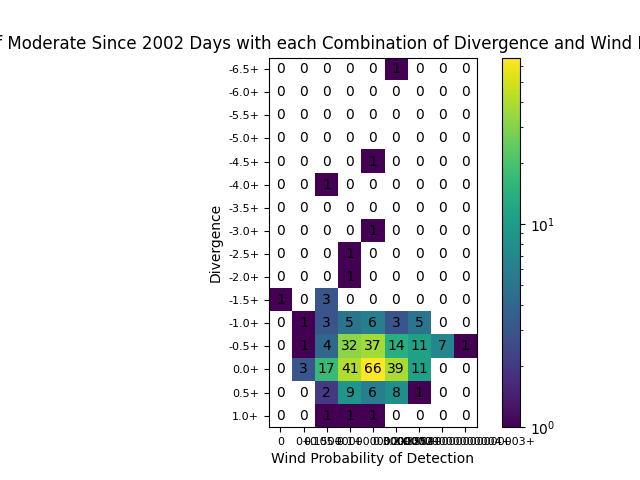 f Moderate Since 2002 Days with each Combination of Divergence and Wind
-6.5+ 0 0 0 0 0 1 0 0 0
-6.0+ 0 0 0 0 0 0 0 0 0
-5.5+ 0 0 0 0 0 0 0 0 0
-5.0+ 0 0 0 0 0 0 0 0 0
-4.5+ 0 0 0 0 1 0 0 0 0
-4.0+ 0 0 1 0 0 0 0 0 0
-3.5+ 0 0 0 0 0 0 0 0 0
-3.0+ 0 0 0 0 1 0 0 0 0
-2.5+ 0 0 0 1 0 0 0 0 0
-2.0+ 0 0 0 1 0 0 0 0 0
-1.5+ 1 0 3 0 0 0 0 0 0
-1.0+ 0 1 3 5 6 3 5 0 0
-0.5+ 0 1 4 32 37 14 11 7 1
0.0+ 0 3 17 41 66 39 11 0 0
0.5+ 0 0 2 9 6 8 1 0 0
1.0+ 0 0 1 1 1 0 0 0 0
0
Wind Probability of Detection
Divergence
10^1
10^0